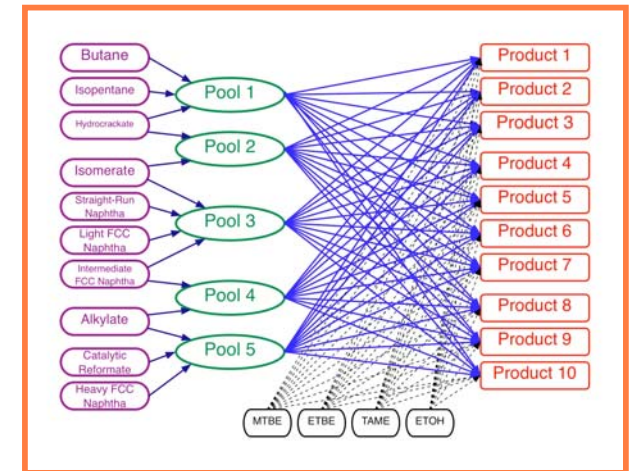 Butane
Isopentane
Hydrocrackate
Isomerate
Straight-Run
Naphtha
Light FCC
Naphtha
Intermediate
FCC Naphtha
Alkylate
Catalytic
Reformate
Heavy FCC
Naphtha
Pool 1
Pool 2
Pool 3
Pool 4
Pool 5
MTBE
ETBE
TAME
ETOH
Product 1
Product 2
Product 3
Product 4
Product 5
Product 6
Product 7
Product 8
Product 9
Product 10